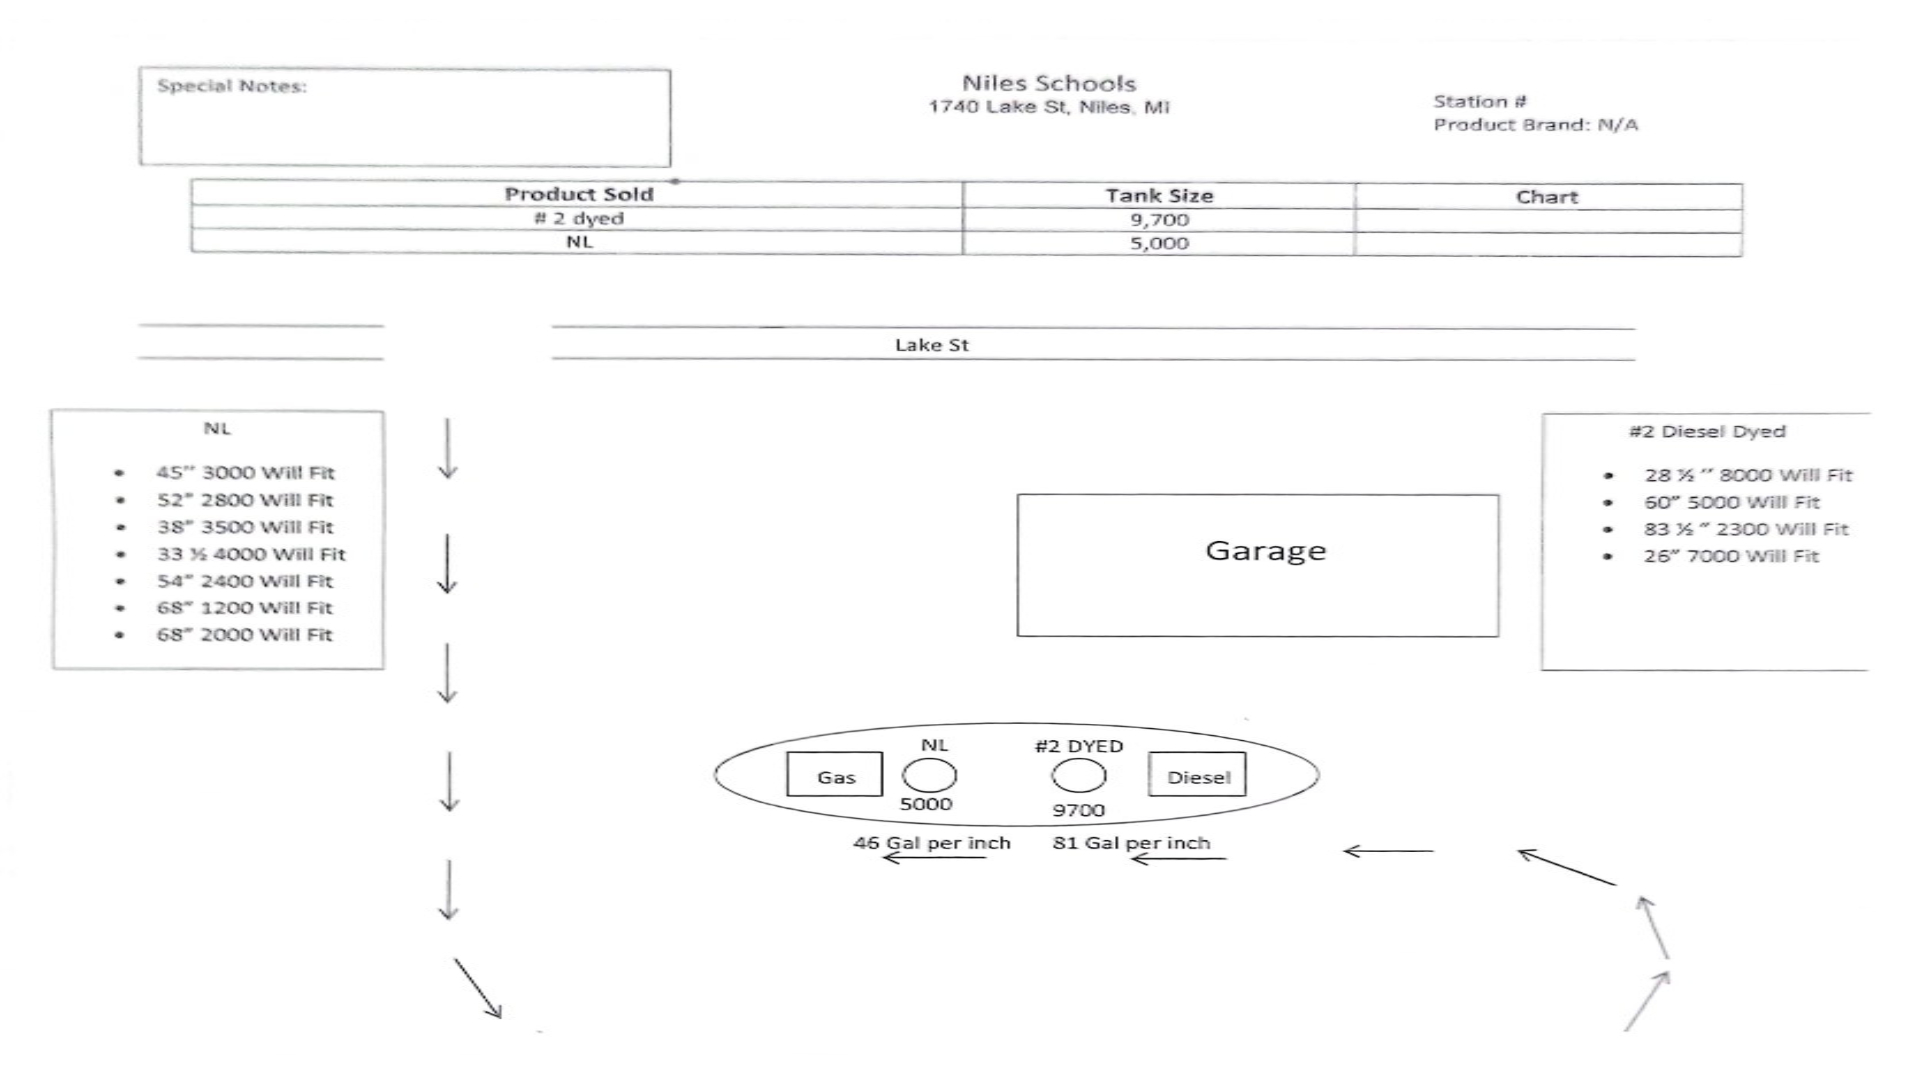 Special Notes:
Niles Schools
1740 Lake St, Niles, MI
Station #
Product Brand: N/A
Product Sold Tank Size Chart
# 2 dyed 9,700
NL 5,000
Lake St
NL
• 45" 3000 Will Fit
• 52" 2800 Will Fit
• 38" 3500 Will Fit
• 33 ½ 4000 Will Fit
• 54" 2400 Will Fit
• 68" 1200 Will Fit
• 68" 2000 Will Fit
Garage
#2 Diesel Dyed
• 28 ½ " 8000 Will Fit
• 60" 5000 Will Fit
• 83 ½ " 2300 Will Fit
• 26" 7000 Will Fit
NL #2 DYED
Gas Diesel
5000 9700
46 Gal per inch 81 Gal per inch